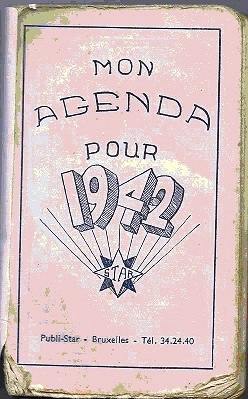 MON
AGENDA
POUR
1942
STAR
Publi-Star - Bruxelles - Tél. 34.24.40